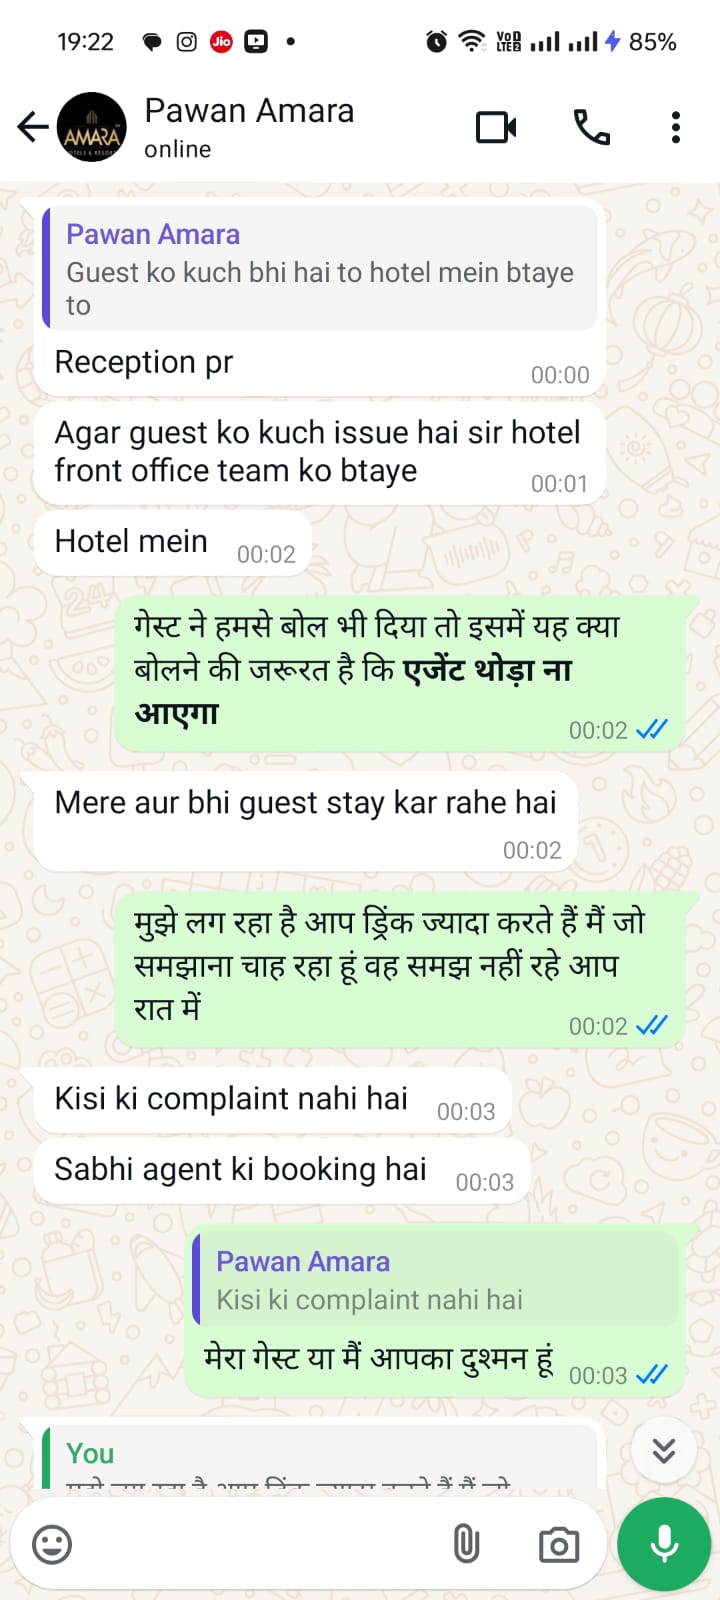 19:22
Jio
VoD
LTE2
85%
AMARA
Pawan Amara
online
Pawan Amara
Guest ko kuch bhi hai to hotel mein btaye
to
Reception pr
00:00
Agar guest ko kuch issue hai sir hotel
front office team ko btaye
00:01
Hotel mein 00:02
गेस्ट ने हमसे बोल भी दिया तो इसमें यह क्या
बोलने की जरूरत है कि एजेंट थोड़ा ना
आएगा
00:02
Mere aur bhi guest stay kar rahe hai
00:02
मुझे लग रहा है आप ड्रिंक ज्यादा करते हैं मैं जो
समझाना चाह रहा हूं वह समझ नहीं रहे आप
रात में
00:02
Kisi ki complaint nahi hai 00:03
Sabhi agent ki booking hai 00:03
Pawan Amara
Kisi ki complaint nahi hai
मेरा गेस्ट या मैं आपका दुश्मन हूं 00:03
You